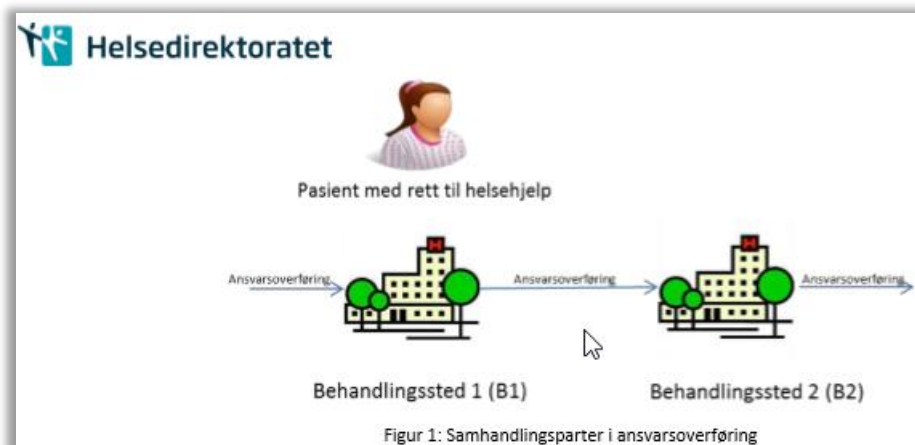 Helsedirektoratet
Pasient med rett til helsehjelp
Ansvarsoverføring
Ansvarsoverføring
Ansvarsoverføring
H
H
Behandlingssted 1 (B1)
Behandlingssted 2 (B2)
Figur 1: Samhandlingsparter i ansvarsoverføring